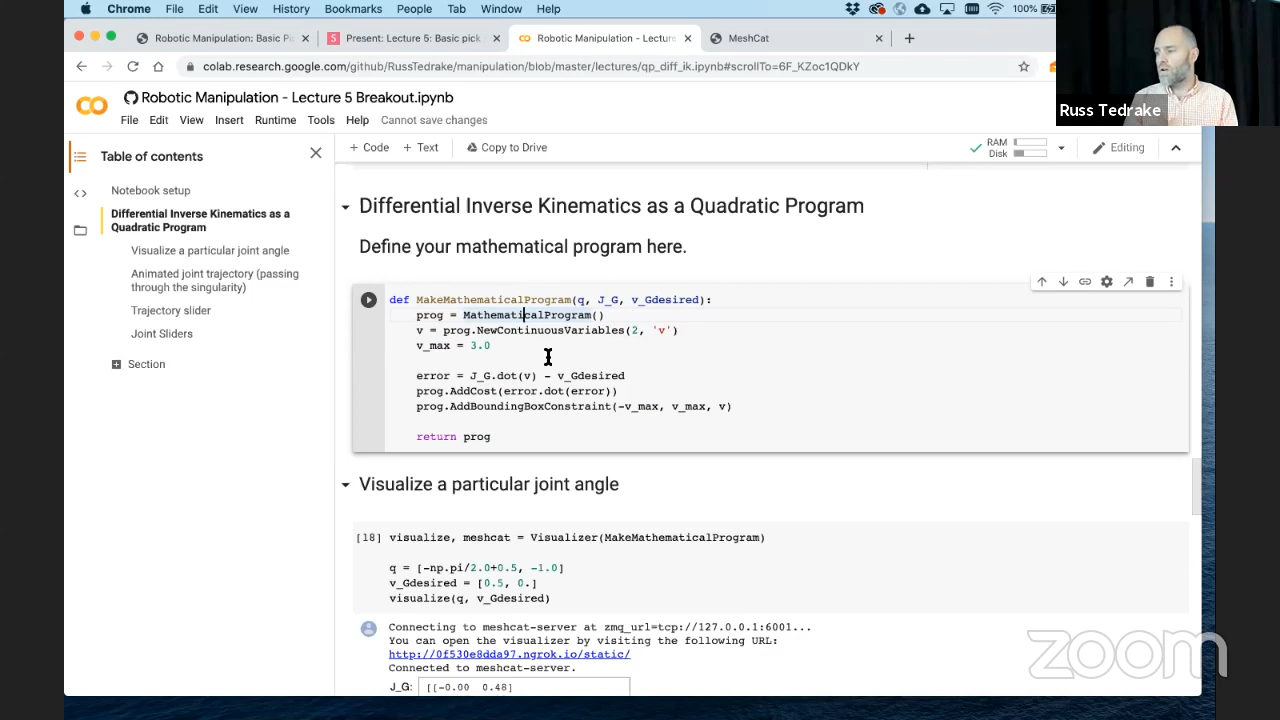 Chrome File Edit View History Bookmarks People Tab Window Help 100%
Robotic Manipulation: Basic Pi
Present: Lecture 5: Basic pick
Robotic Manipulation - Lecture
MeshCat
colab.research.google.com/github/RussTedrake/manipulation/blob/master/lectures/qp_diff_ik.ipynb#scrollTo=6F_KZoc1QDkY
Russ Tedrake
Robotic Manipulation - Lecture 5 Breakout.ipynb
File Edit View Insert Runtime Tools Help Cannot save changes
Table of contents
+ Code + Text Copy to Drive
RAM
Disk
Editing
Notebook setup
Differential Inverse Kinematics as a
Quadratic Program
Visualize a particular joint angle
Animated joint trajectory (passing
through the singularity)
Trajectory slider
Joint Sliders
Section
Differential Inverse Kinematics as a Quadratic Program
Define your mathematical program here.
def MakeMathematicalProgram(q, J_G, v_Gdesired):
prog = MathematicalProgram()
v = prog.NewContinuousVariables(2, 'v')
v_max = 3.0
error = J_G.dot(v) - v_Gdesired
prog.AddCost(error.dot(error))
prog.AddBoundingBoxConstraint(-v_max, v_max, v)
return prog
Visualize a particular joint angle
[18] visualize, meshcat = Visualizer(MakeMathematicalProgram)
q = [-np.pi/2.0+0.5, -1.0]
v_Gdesired = [0.5, 0.]
visualize(q, v_Gdesired)
Connecting to meshcat-server at zmq_url=tcp://127.0.0.1:6001...
You can open the visualizer by visiting the following URL:
http://0f530e8dda97.ngrok.io/static/
Connected to meshcat-server.
J_G: [-0.00
zoom